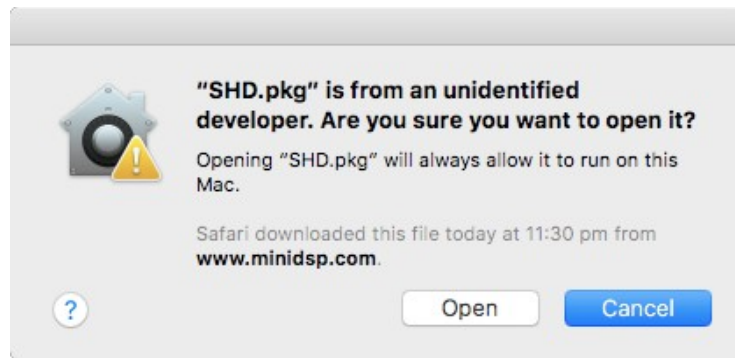 “SHD.pkg” is from an unidentified
developer. Are you sure you want to open it?
Opening “SHD.pkg” will always allow it to run on this
Mac.
Safari downloaded this file today at 11:30 pm from
www.minidsp.com.
?
Open
Cancel